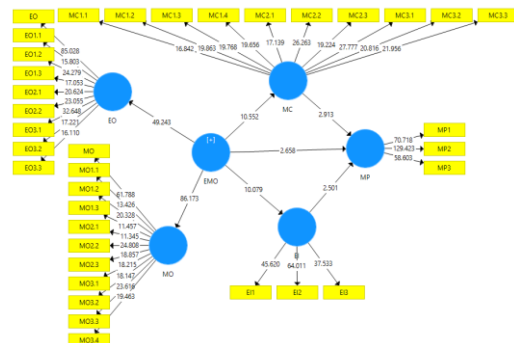 EO
MC1.1 MC1.2 MC1.3 MC1.4 MC2.1 MC2.2 MC2.3 MC3.1 MC3.2 MC3.3
16.842 19.863 19.768 19.656 17.139 26.263 19.224 27.777 20.816 21.956
EO1.1
EO1.2
EO1.3
EO2.1
EO2.2
EO3.1
EO3.2
EO3.3
85.028
15.803
24.279
17.053
20.624
23.055
32.648
17.221
16.110
EO
49.243
MC
10.352
2.913
[+]
EMO
2.658
MP
70.718
128.423
58.603
MP1
MP2
MP3
86.173
10.079
2.501
MO
MO1.1
MO1.2
MO1.3
MO2.1
MO2.2
MO2.3
MO3.1
MO3.2
MO3.3
MO3.4
61.788
13.426
20.328
11.457
11.345
24.808
18.857
18.215
18.147
23.616
19.463
MO
45.620 64.011 37.533
EI1 EI2 EI3